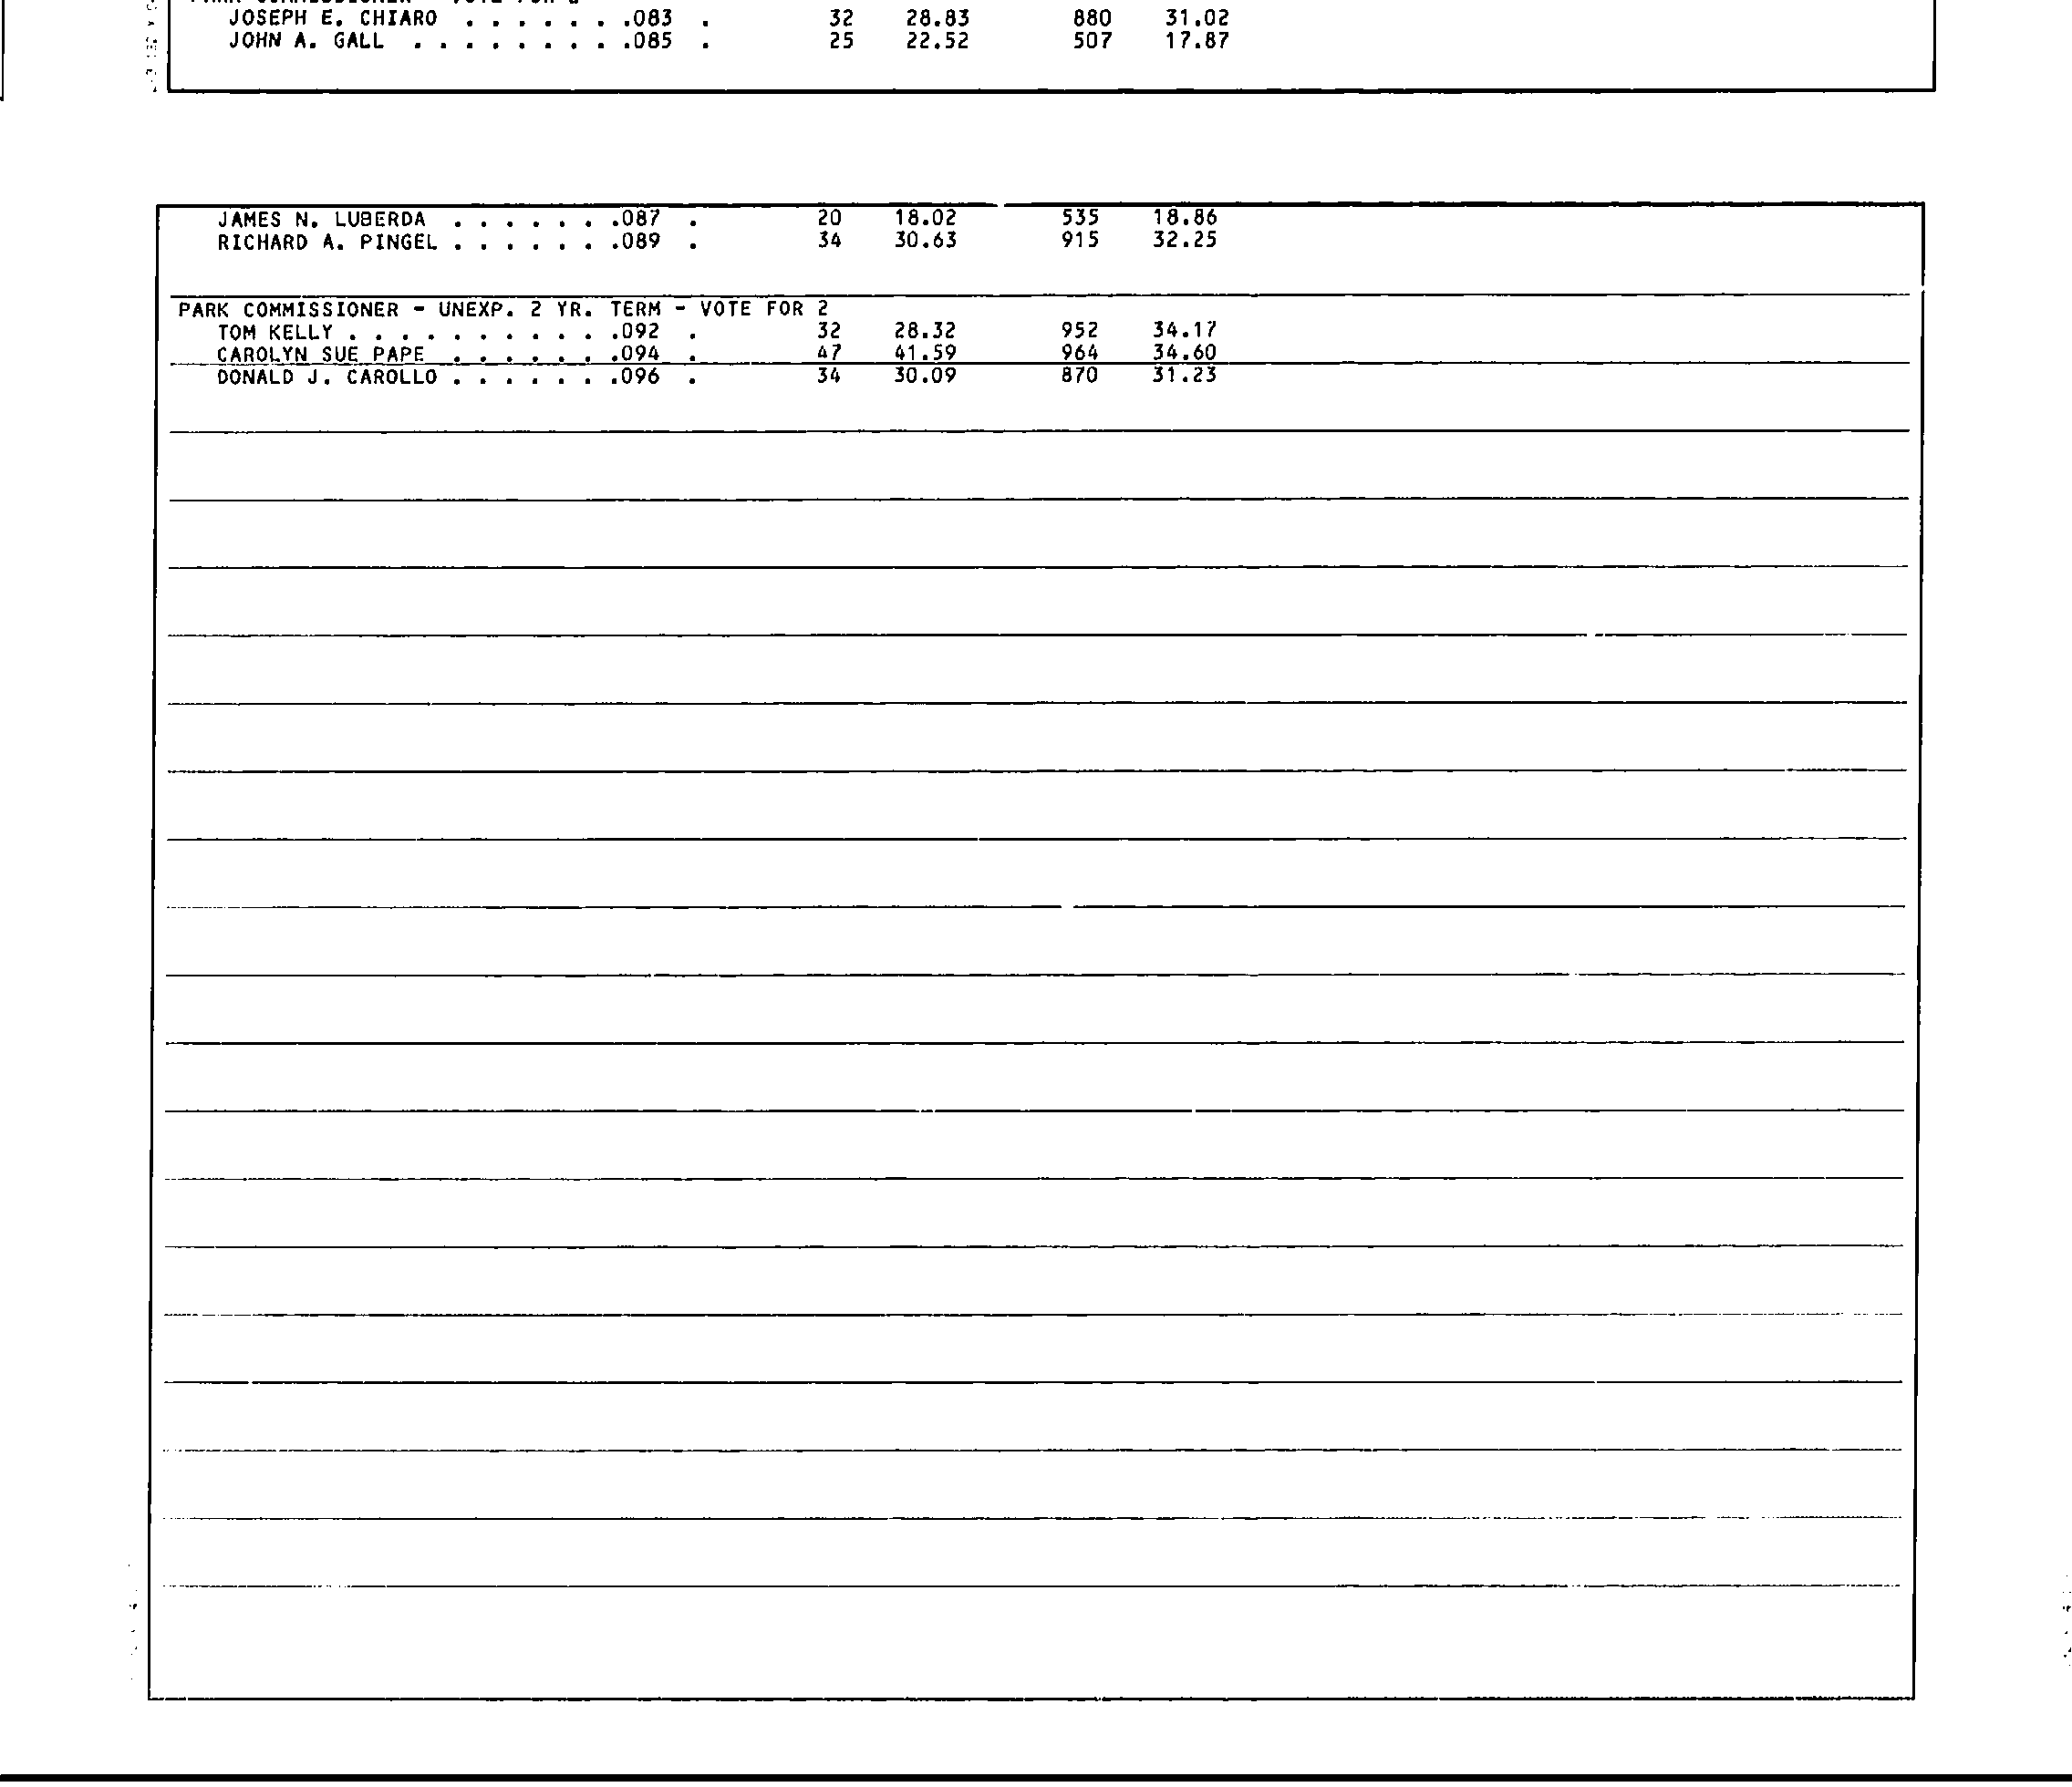 JOSEPH E. CHIARO . . . . . . .083 . 32 28.83 880 31.02
JOHN A. GALL . . . . . . . . .085 . 25 22.52 507 17.87
JAMES N. LUBERDA . . . . . . .087 . 20 18.02 535 18.86
RICHARD A. PINGEL . . . . . . .089 . 34 30.63 915 32.25
PARK COMMISSIONER - UNEXP. 2 YR. TERM - VOTE FOR 2
TOM KELLY . . . . . . . . . . .092 . 32 28.32 952 34.17
CAROLYN SUE PAPE . . . . . . .094 . 47 41.59 964 34.60
DONALD J. CAROLLO . . . . . . .096 . 34 30.09 870 31.23